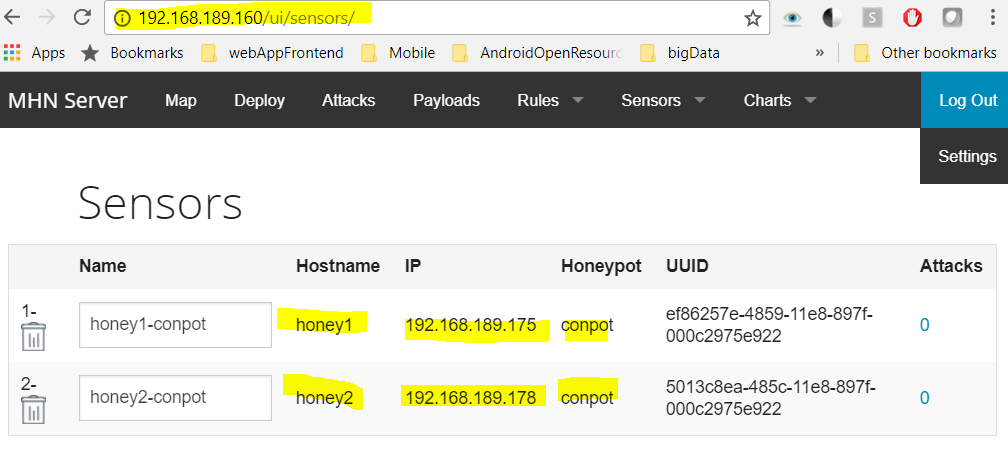 192.168.189.160/ui/sensors/
Apps Bookmarks webAppFrontend Mobile AndroidOpenResourc bigData » Other bookmarks
MHN Server Map Deploy Attacks Payloads Rules Sensors Charts Log Out
Settings
Sensors
Name Hostname IP Honeypot UUID Attacks
1- honey1-conpot honey1 192.168.189.175 conpot ef86257e-4859-11e8-897f-
000c2975e922 0
2- honey2-conpot honey2 192.168.189.178 conpot 5013c8ea-485c-11e8-897f-
000c2975e922 0